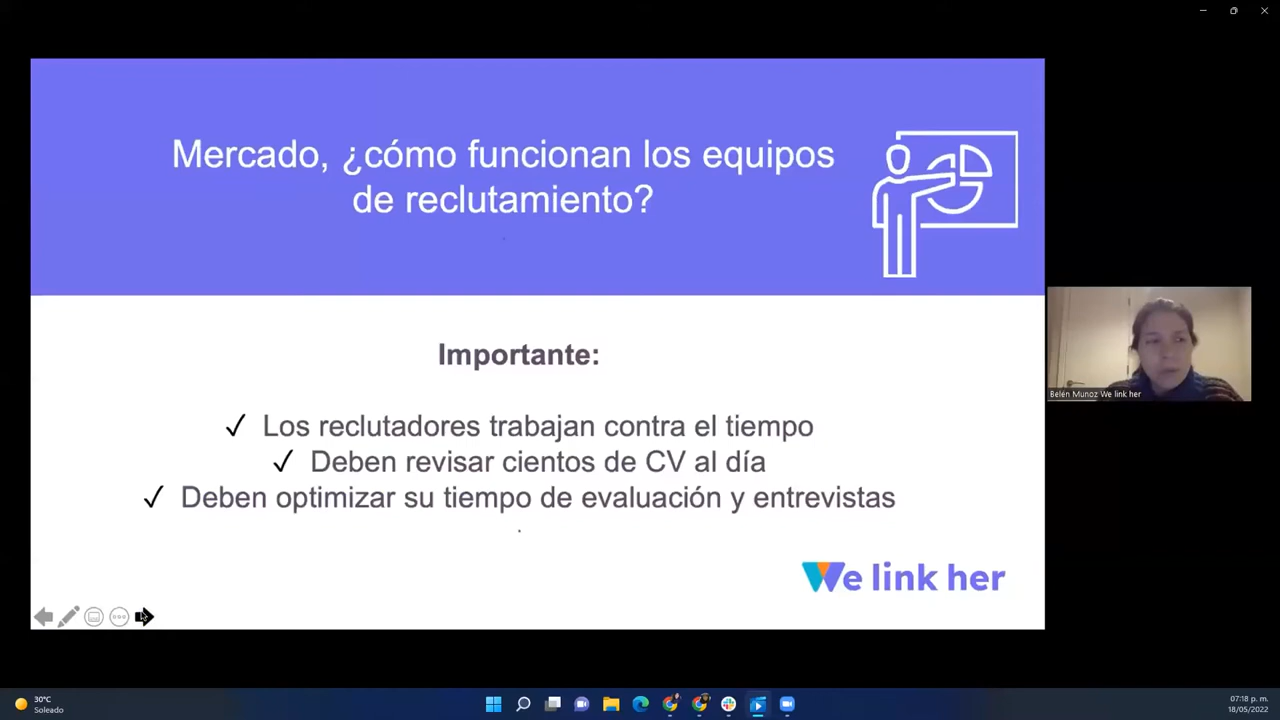 Mercado, ¿cómo funcionan los equipos
de reclutamiento?
Importante:
✓ Los reclutadores trabajan contra el tiempo
✓ Deben revisar cientos de CV al día
✓ Deben optimizar su tiempo de evaluación y entrevistas
We link her
Belén Munoz We link her
30°C
Soleado
07:18 p. m.
18/05/2022